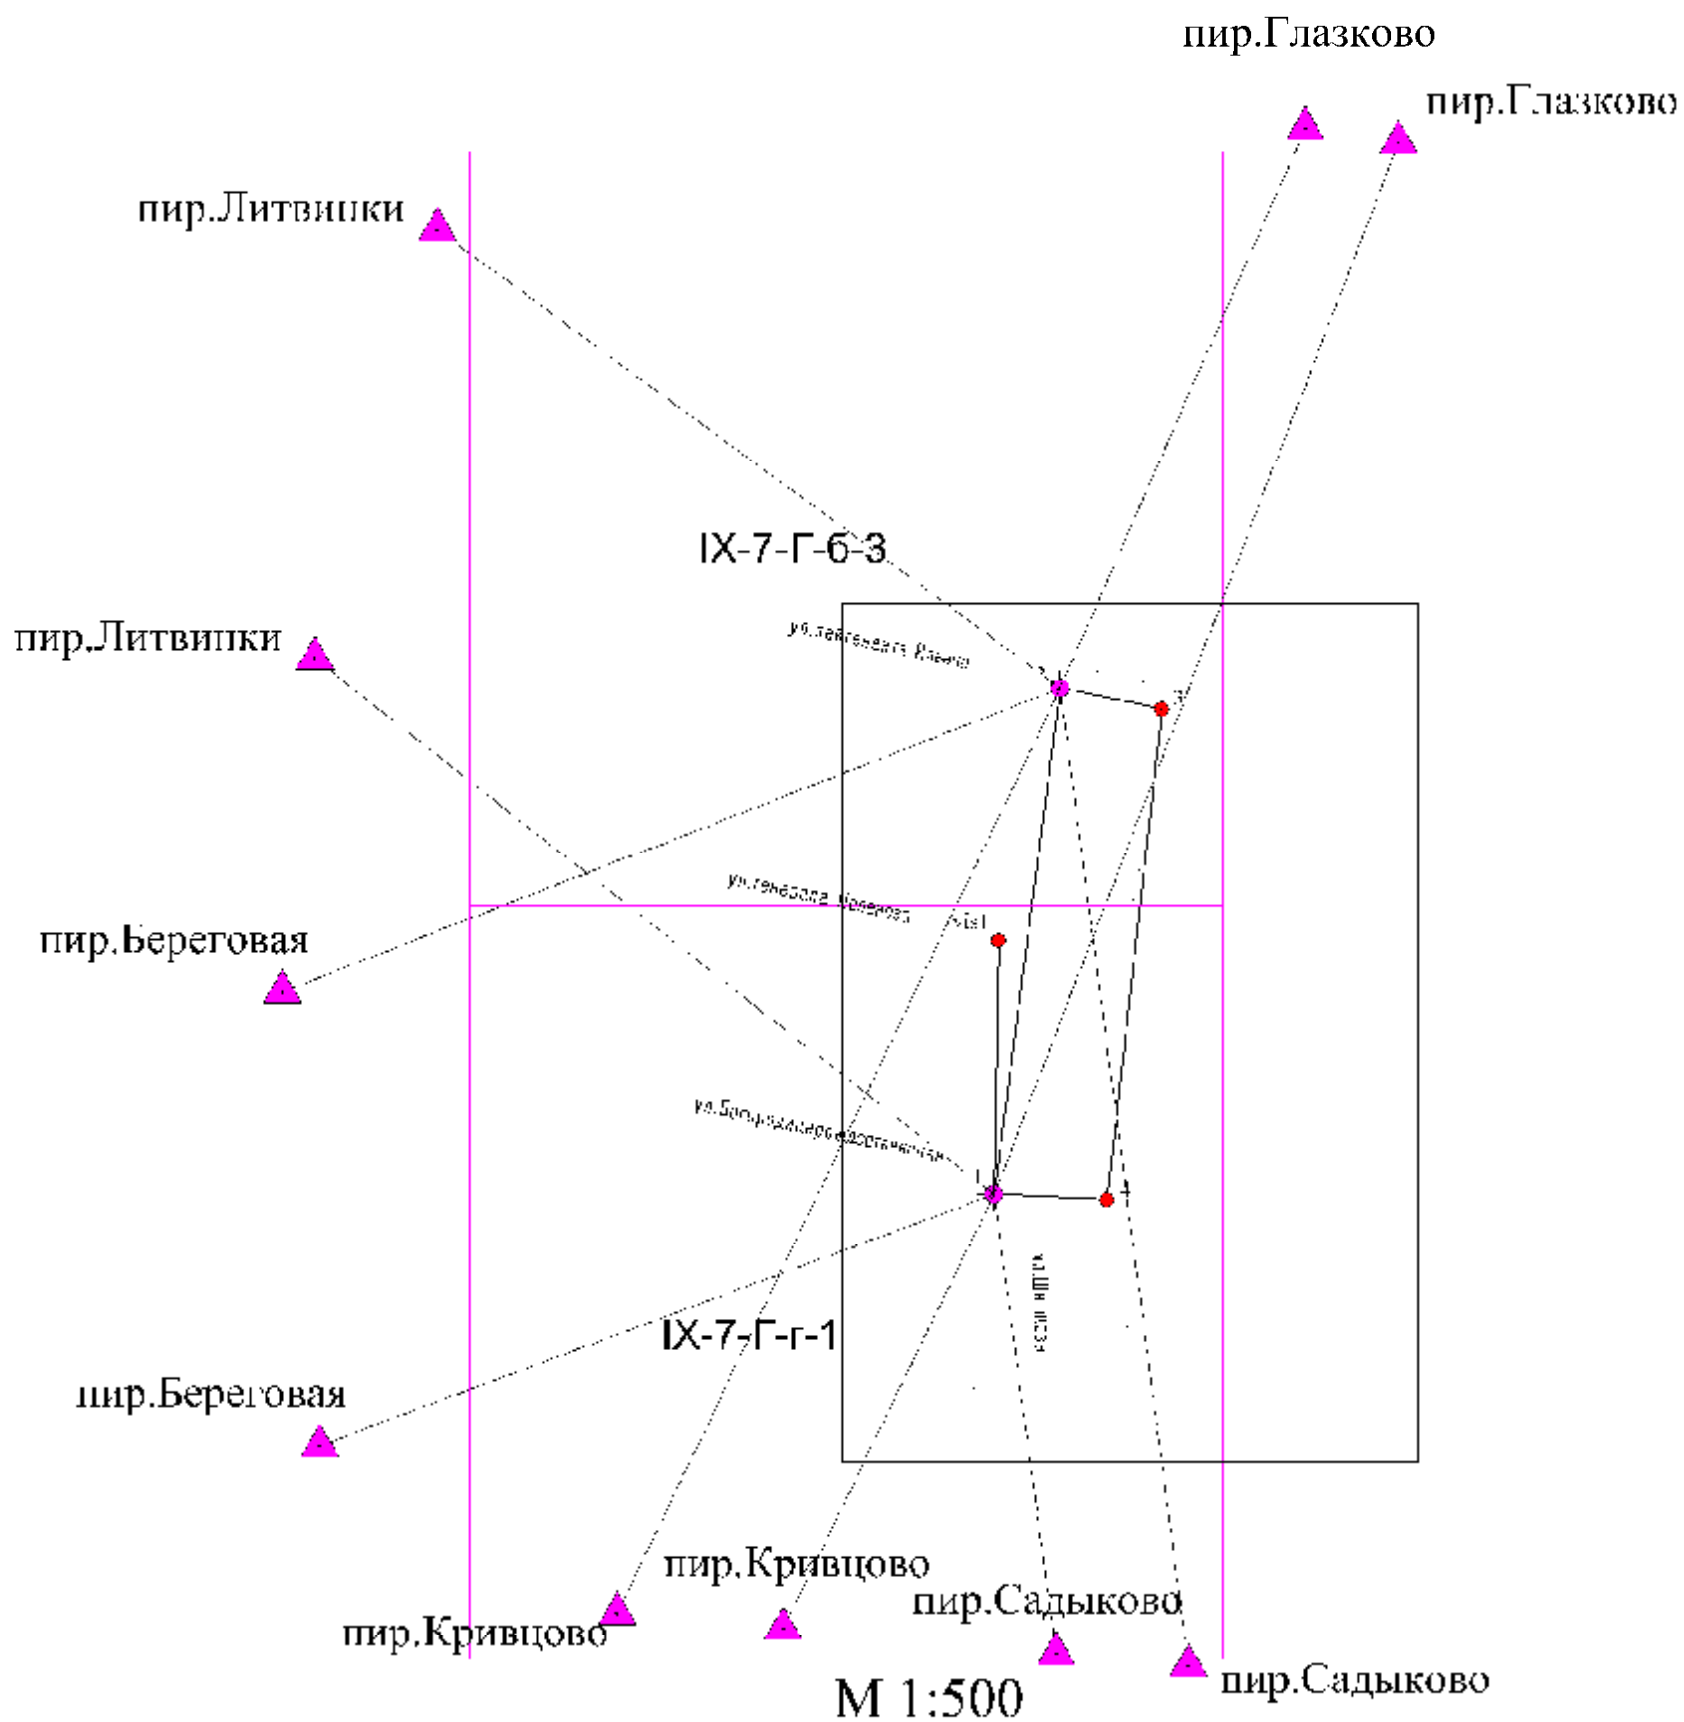 пир.Глазково
пир.Глазково
пир.Литвинки
IX-7-Г-б-3
пир.Литвинки
пир.Береговая
IX-7-Г-г-1
пир.Береговая
пир.Кривцово
пир.Садыково
пир.Кривцово
пир.Садыково
М 1:500